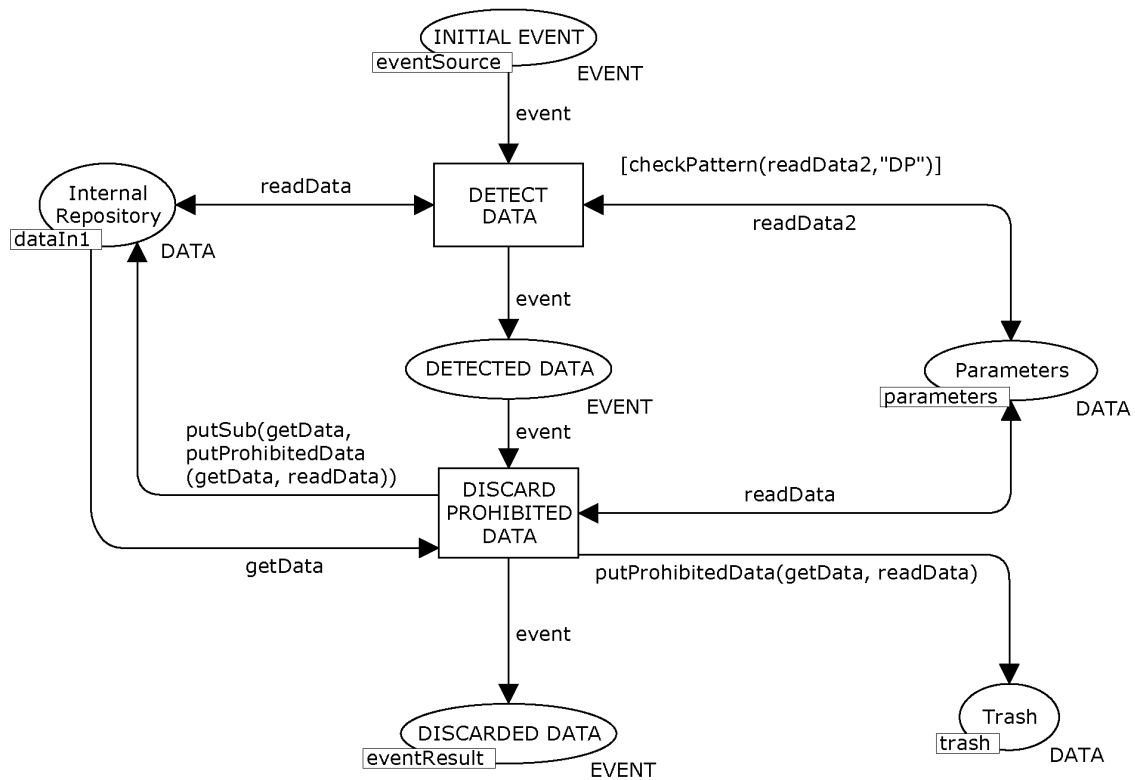 INITIAL EVENT
eventSource
EVENT
event
[checkPattern(readData2,"DP")]
Internal
Repository
dataIn1
DATA
readData
DETECT
DATA
readData2
event
DETECTED DATA
EVENT
Parameters
parameters
DATA
event
putSub(getData,
putProhibitedData
(getData, readData))
DISCARD
PROHIBITED
DATA
readData
getData
putProhibitedData(getData, readData)
event
DISCARDED DATA
eventResult
EVENT
Trash
trash
DATA